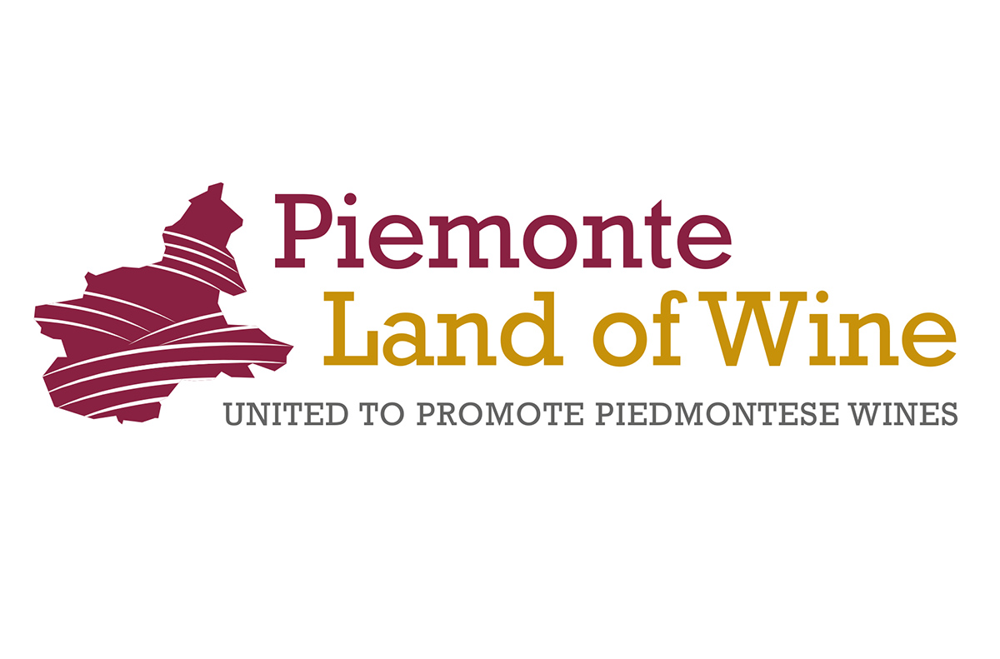 Piemonte
Land of Wine
UNITED TO PROMOTE PIEDMONTESE WINES